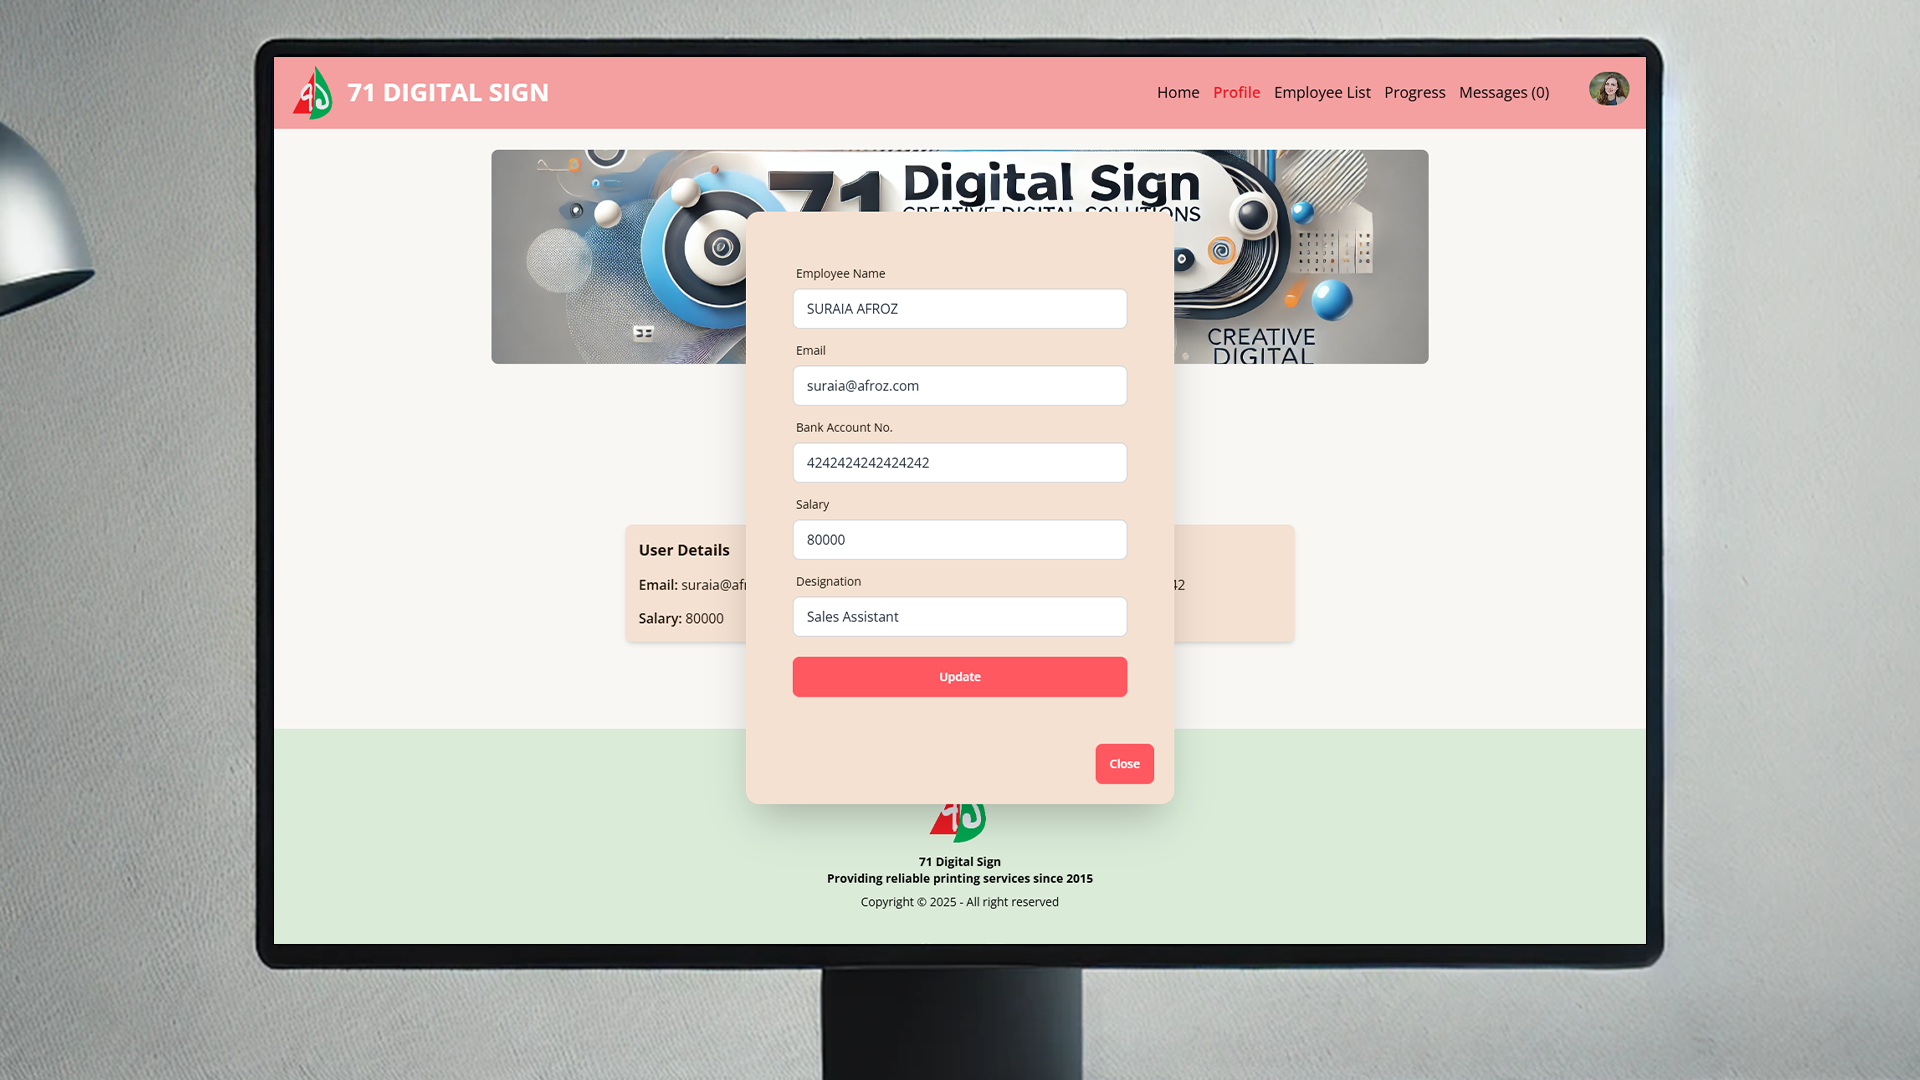 71 DIGITAL SIGN
Home Profile Employee List Progress Messages (0)
71 Digital Sign
CREATIVE DIGITAL SOLUTIONS
CREATIVE
DIGITAL
Employee Name
SURAIA AFROZ
Email
suraia@afroz.com
Bank Account No.
4242424242424242
Salary
80000
Designation
Sales Assistant
Update
Close
User Details
Email: suraia@afr
42
Salary: 80000
71 Digital Sign
Providing reliable printing services since 2015
Copyright © 2025 - All right reserved